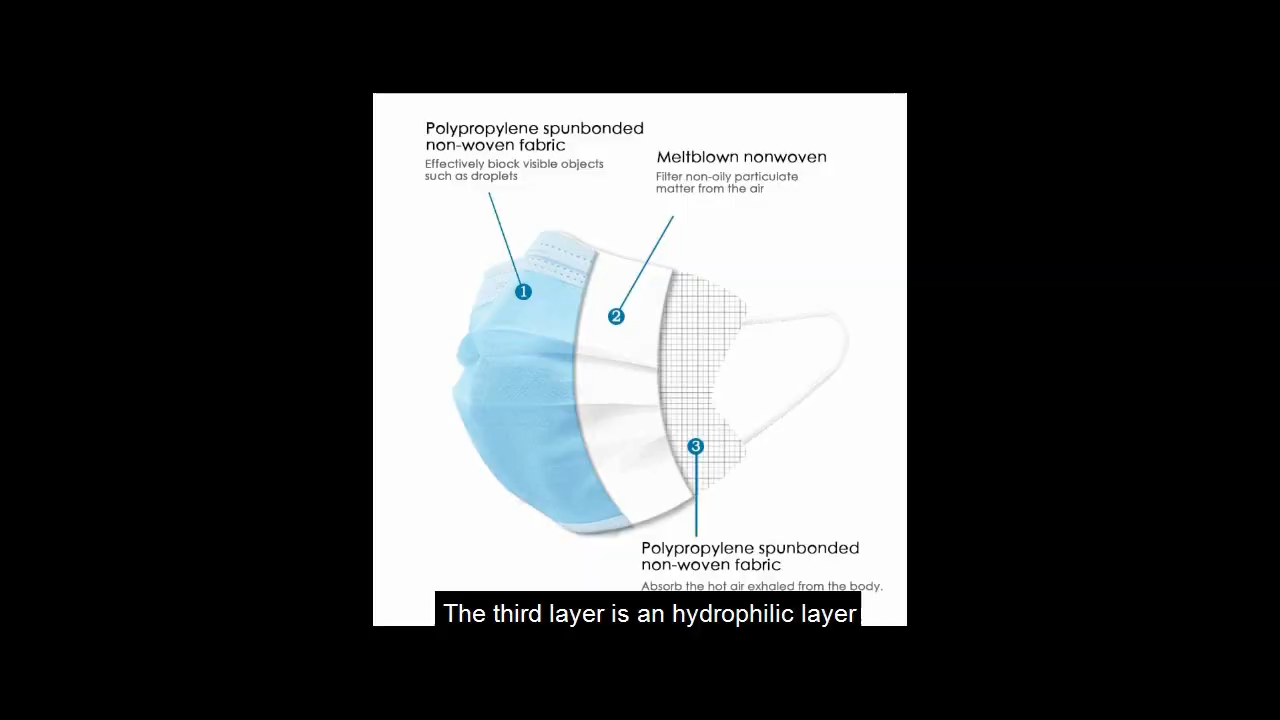 Polypropylene spunbonded
non-woven fabric
Effectively block visible objects
such as droplets
Meltblown nonwoven
Filter non-oily particulate
matter from the air
1
2
3
Polypropylene spunbonded
non-woven fabric
Absorb the hot air exhaled from the body.
The third layer is an hydrophilic layer